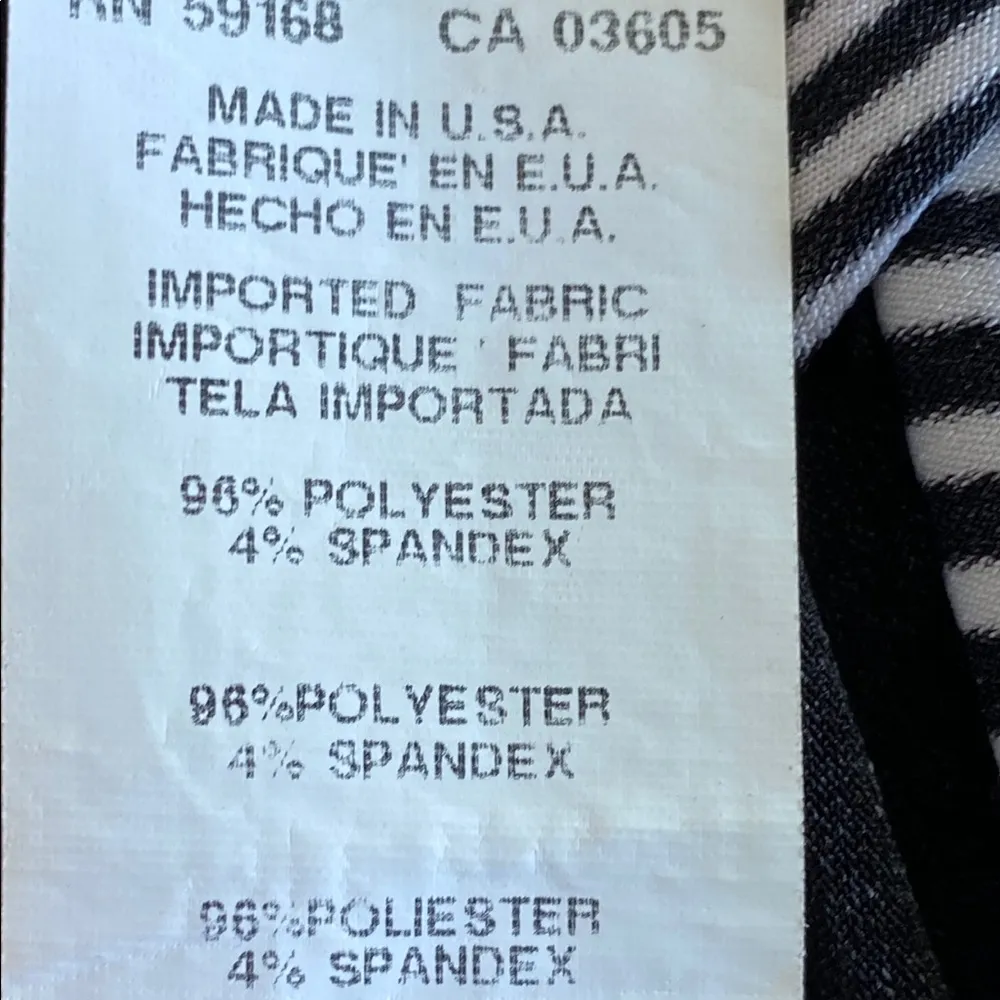 RN 59168 CA 03605
MADE IN U.S.A.
FABRIQUE' EN E.U.A.
HECHO EN E.U.A.
IMPORTED FABRIC
IMPORTIQUE ' FABRI
TELA IMPORTADA
96% POLYESTER
4% SPANDEX
96%POLYESTER
4% SPANDEX
96%POLIESTER
4% SPANDEX